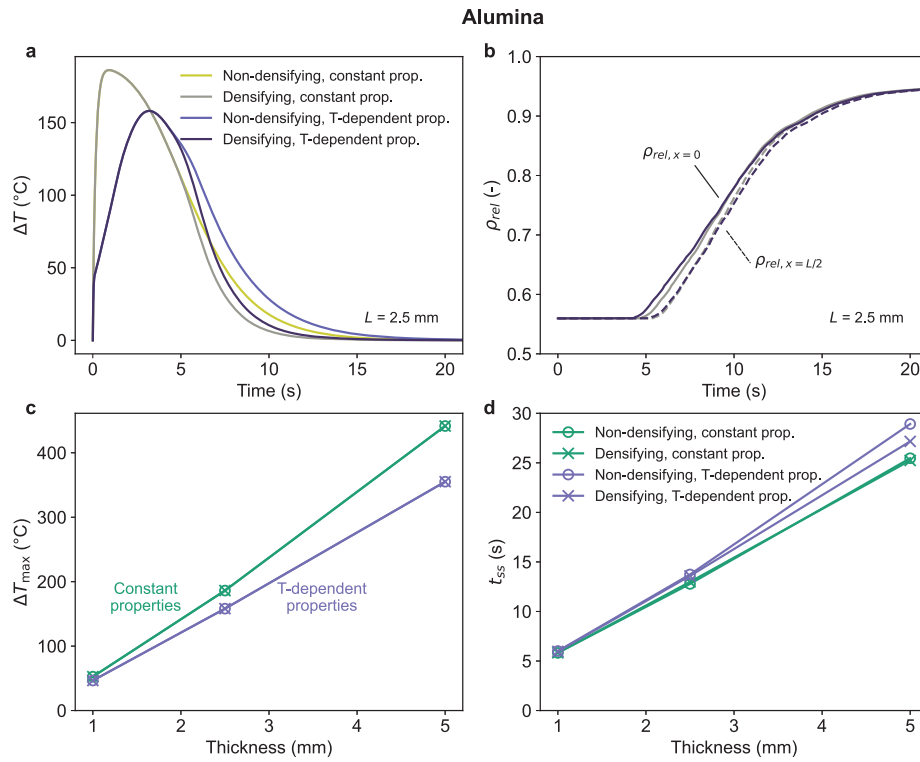 Alumina
a
ΔT (°C)
150
100
50
0
0
5
10
15
20
Time (s)
Non-densifying, constant prop.
Densifying, constant prop.
Non-densifying, T-dependent prop.
Densifying, T-dependent prop.
L = 2.5 mm
b
ρrel (-)
1.0
0.9
0.8
0.7
0.6
0.5
0
5
10
15
20
Time (s)
ρrel, x = 0
ρrel, x = L/2
L = 2.5 mm
c
ΔTmax (°C)
400
300
200
100
0
1
2
3
4
5
Thickness (mm)
Constant
properties
T-dependent
properties
d
tss (s)
30
25
20
15
10
5
0
1
2
3
4
5
Thickness (mm)
Non-densifying, constant prop.
Densifying, constant prop.
Non-densifying, T-dependent prop.
Densifying, T-dependent prop.